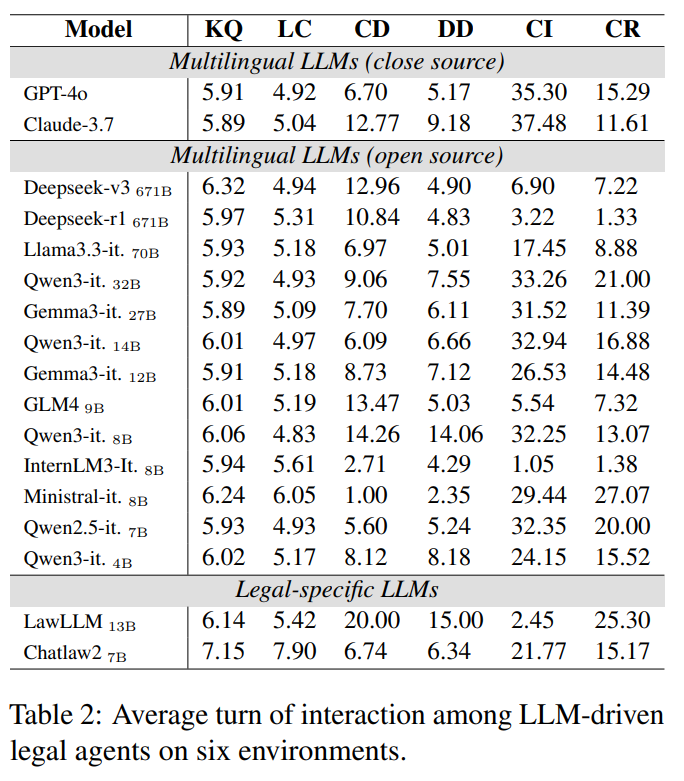 Model KQ LC CD DD CI CR
Multilingual LLMs (close source)
GPT-4o 5.91 4.92 6.70 5.17 35.30 15.29
Claude-3.7 5.89 5.04 12.77 9.18 37.48 11.61
Multilingual LLMs (open source)
Deepseek-v3 671B 6.32 4.94 12.96 4.90 6.90 7.22
Deepseek-r1 671B 5.97 5.31 10.84 4.83 3.22 1.33
Llama3.3-it. 70B 5.93 5.18 6.97 5.01 17.45 8.88
Qwen3-it. 32B 5.92 4.93 9.06 7.55 33.26 21.00
Gemma3-it. 27B 5.89 5.09 7.70 6.11 31.52 11.39
Qwen3-it. 14B 6.01 4.97 6.09 6.66 32.94 16.88
Gemma3-it. 12B 5.91 5.18 8.73 7.12 26.53 14.48
GLM4 9B 6.01 5.19 13.47 5.03 5.54 7.32
Qwen3-it. 8B 6.06 4.83 14.26 14.06 32.25 13.07
InternLM3-It. 8B 5.94 5.61 2.71 4.29 1.05 1.38
Ministral-it. 8B 6.24 6.05 1.00 2.35 29.44 27.07
Qwen2.5-it. 7B 5.93 4.93 5.60 5.24 32.35 20.00
Qwen3-it. 4B 6.02 5.17 8.12 8.18 24.15 15.52
Legal-specific LLMs
LawLLM 13B 6.14 5.42 20.00 15.00 2.45 25.30
Chatlaw2 7B 7.15 7.90 6.74 6.34 21.77 15.17
Table 2: Average turn of interaction among LLM-driven
legal agents on six environments.